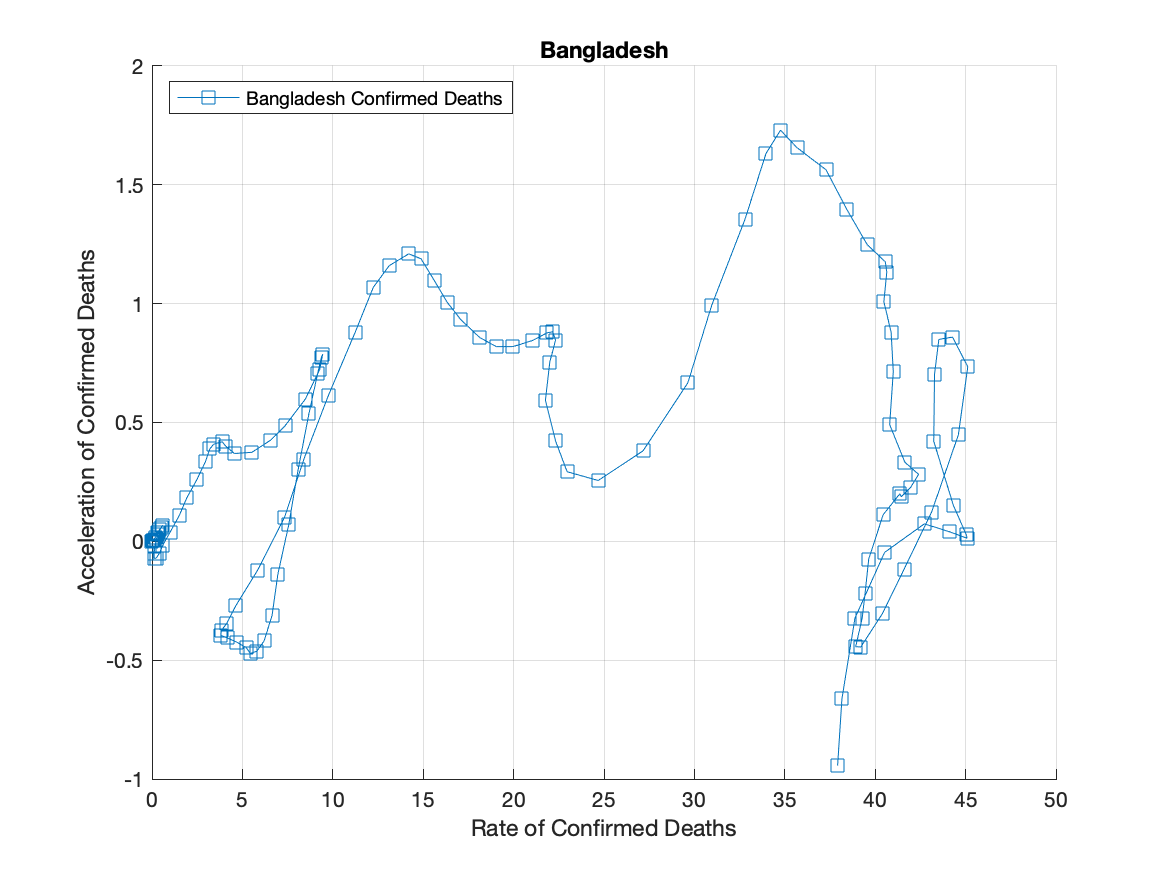 Bangladesh
Bangladesh Confirmed Deaths
Acceleration of Confirmed Deaths
2
1.5
1
0.5
0
-0.5
-1
0 5 10 15 20 25 30 35 40 45 50
Rate of Confirmed Deaths